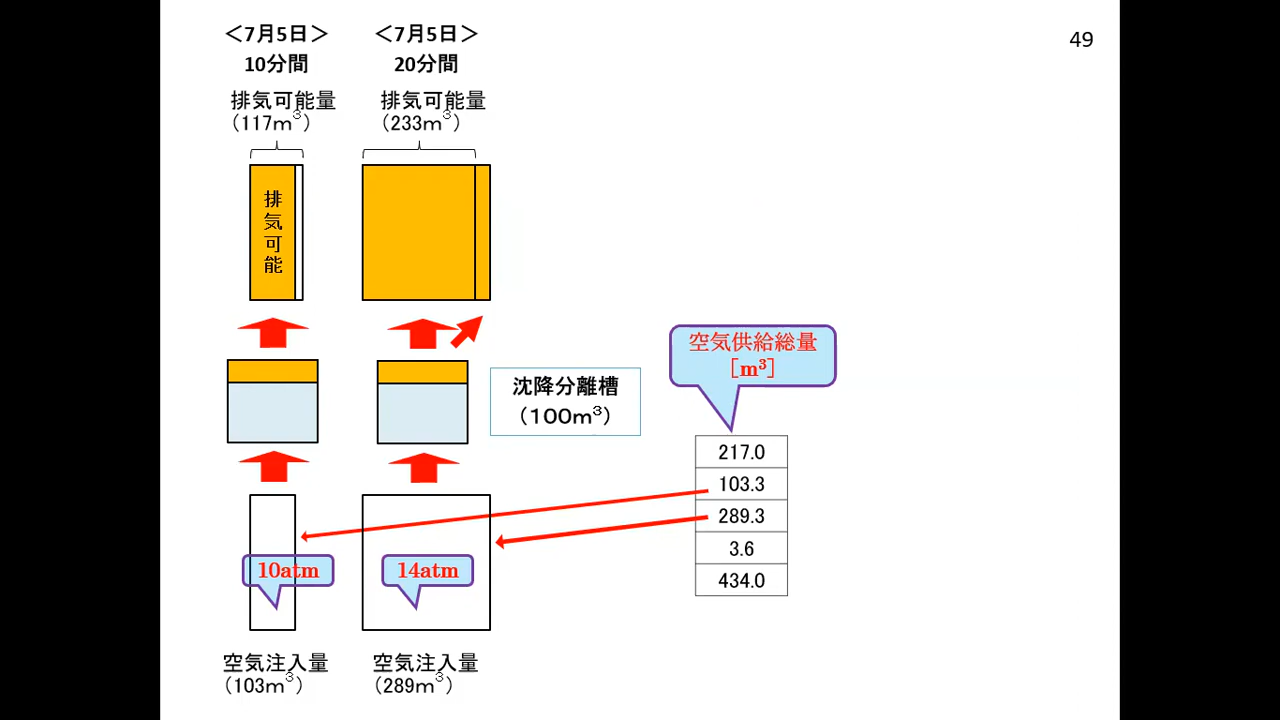 49
＜7月5日＞
10分間
排気可能量
（117m³）
排気可能
＜7月5日＞
20分間
排気可能量
（233m³）
沈降分離槽
（100m³）
空気供給総量
［m³］
217.0
103.3
289.3
3.6
434.0
10atm
14atm
空気注入量
（103m³）
空気注入量
（289m³）